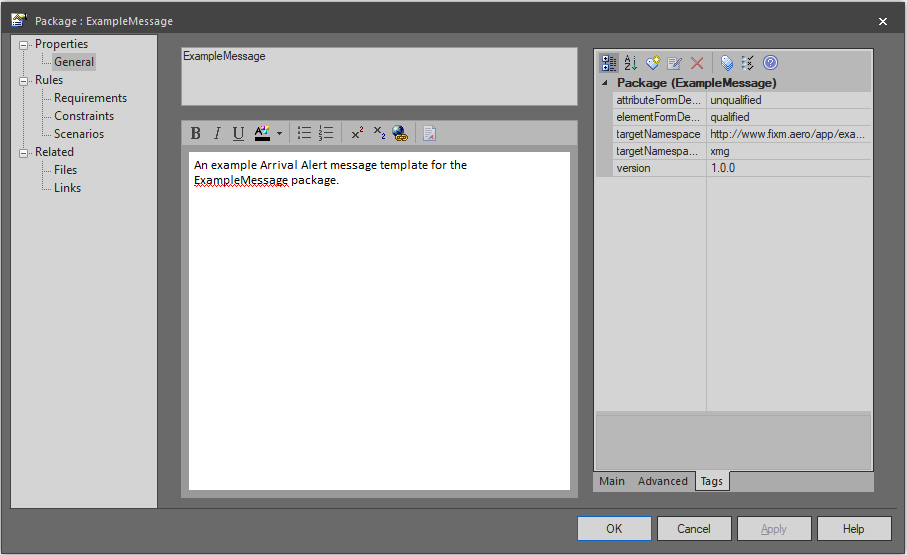 Package : ExampleMessage
Properties
General
Rules
Requirements
Constraints
Scenarios
Related
Files
Links
ExampleMessage
B I U A x² x₂
An example Arrival Alert message template for the
ExampleMessage package.
Package (ExampleMessage)
attributeFormDe... unqualified
elementFormDe... qualified
targetNamespace http://www.fixm.aero/app/exa...
targetNamespa... xmg
version 1.0.0
Main Advanced Tags
OK Cancel Apply Help